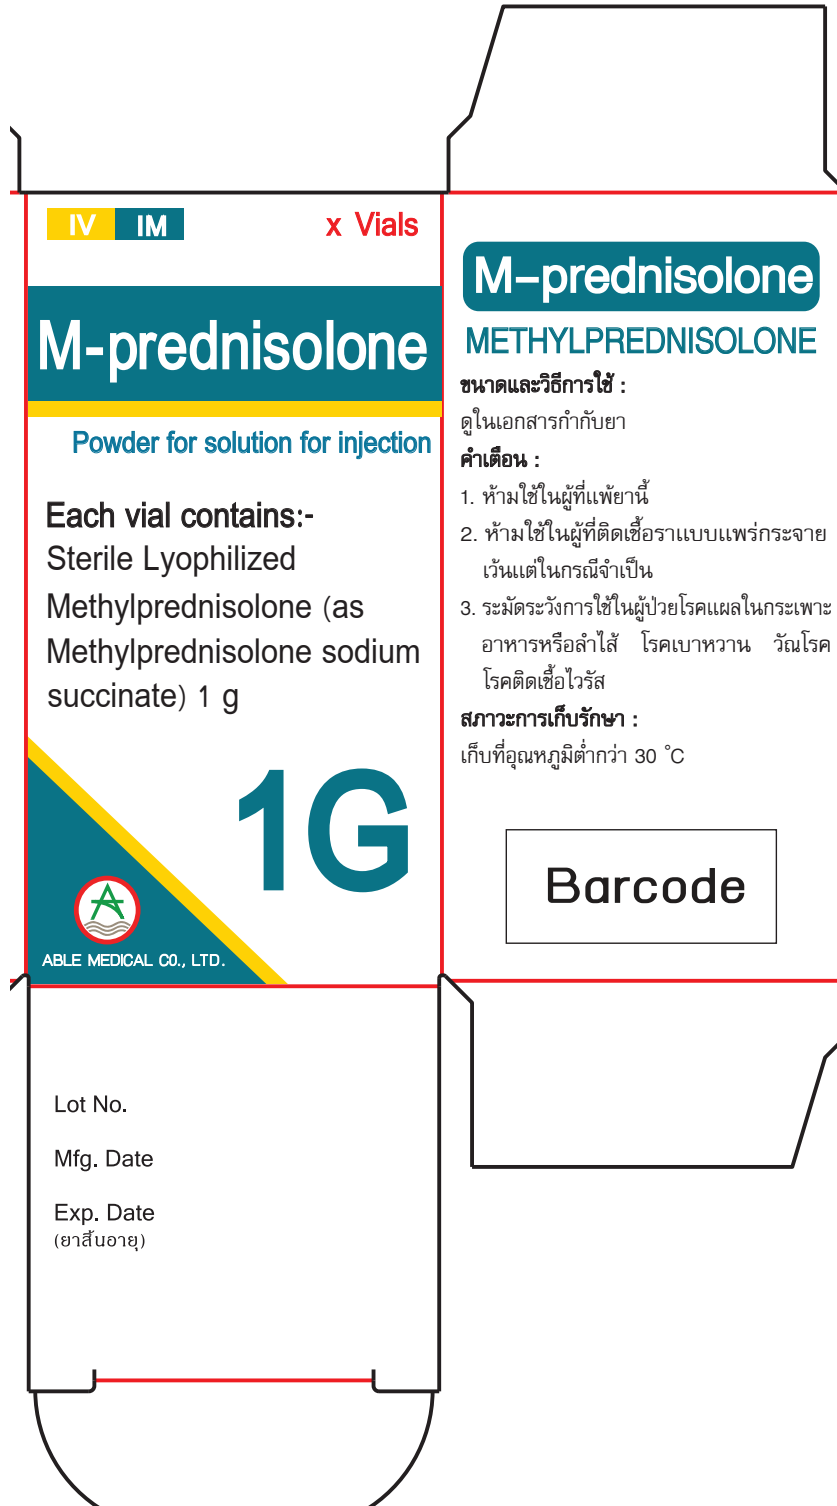 IV IM
x Vials
M-prednisolone
Powder for solution for injection
Each vial contains:-
Sterile Lyophilized
Methylprednisolone (as
Methylprednisolone sodium
succinate) 1 g
1G
ABLE MEDICAL CO., LTD.
M-prednisolone
METHYLPREDNISOLONE
ขนาดและวิธีการใช้ :
ดูในเอกสารกำกับยา
คำเตือน :
1. ห้ามใช้ในผู้ที่แพ้ยานี้
2. ห้ามใช้ในผู้ที่ติดเชื้อราแบบแพร่กระจาย
เว้นแต่ในกรณีจำเป็น
3. ระมัดระวังการใช้ในผู้ป่วยโรคแผลในกระเพาะ
อาหารหรือลำไส้ โรคเบาหวาน วัณโรค
โรคติดเชื้อไวรัส
สภาวะการเก็บรักษา :
เก็บที่อุณหภูมิต่ำกว่า 30 °C
Barcode
Lot No.
Mfg. Date
Exp. Date
(ยาสิ้นอายุ)